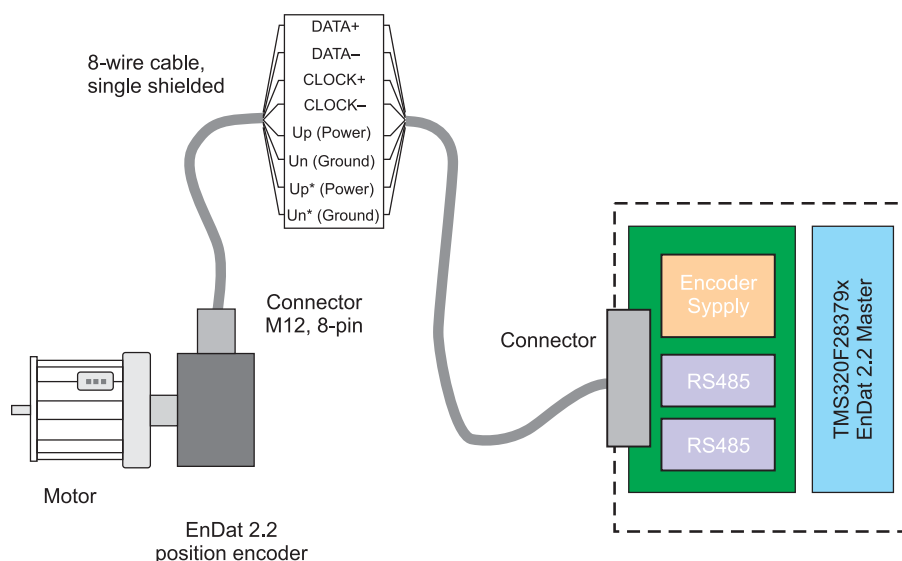 DATA+
DATA–
CLOCK+
CLOCK–
Up (Power)
Un (Ground)
Up* (Power)
Un* (Ground)
8-wire cable,
single shielded
Connector
M12, 8-pin
Motor
EnDat 2.2
position encoder
Connector
Encoder
Sypply
RS485
RS485
TMS320F28379x
EnDat 2.2 Master